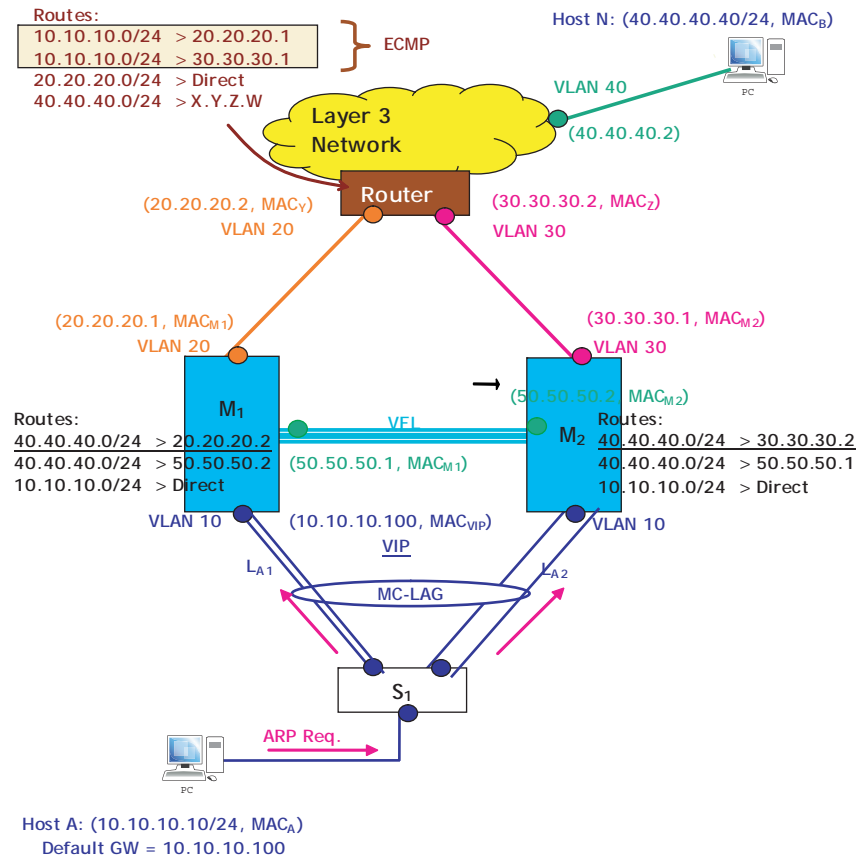 Routes:
10.10.10.0/24 > 20.20.20.1
10.10.10.0/24 > 30.30.30.1
20.20.20.0/24 > Direct
40.40.40.0/24 > X.Y.Z.W
ECMP
Host N: (40.40.40.40/24, MACB)
PC
VLAN 40
(40.40.40.2)
Layer 3
Network
Router
(20.20.20.2, MACY)
VLAN 20
(30.30.30.2, MACZ)
VLAN 30
(20.20.20.1, MACM1)
VLAN 20
(30.30.30.1, MACM2)
VLAN 30
M1
(50.50.50.2, MACM2)
VFL
M2
(50.50.50.1, MACM1)
Routes:
40.40.40.0/24 > 20.20.20.2
40.40.40.0/24 > 50.50.50.2
10.10.10.0/24 > Direct
Routes:
40.40.40.0/24 > 30.30.30.2
40.40.40.0/24 > 50.50.50.1
10.10.10.0/24 > Direct
VLAN 10
(10.10.10.100, MACVIP)
VIP
VLAN 10
LA1
LA2
MC-LAG
S1
ARP Req.
PC
Host A: (10.10.10.10/24, MACA)
Default GW = 10.10.10.100